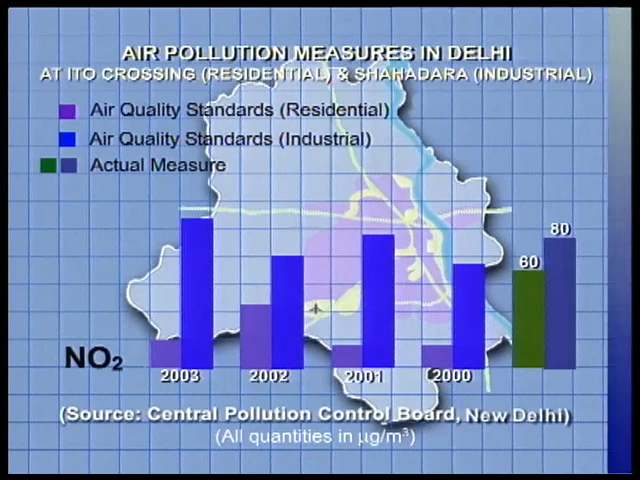 AIR POLLUTION MEASURES IN DELHI
AT ITO CROSSING (RESIDENTIAL) & SHAHADARA (INDUSTRIAL)
Air Quality Standards (Residential)
Air Quality Standards (Industrial)
Actual Measure
80
60
NO₂
2003 2002 2001 2000
(Source: Central Pollution Control Board, New Delhi)
(All quantities in µg/m³)